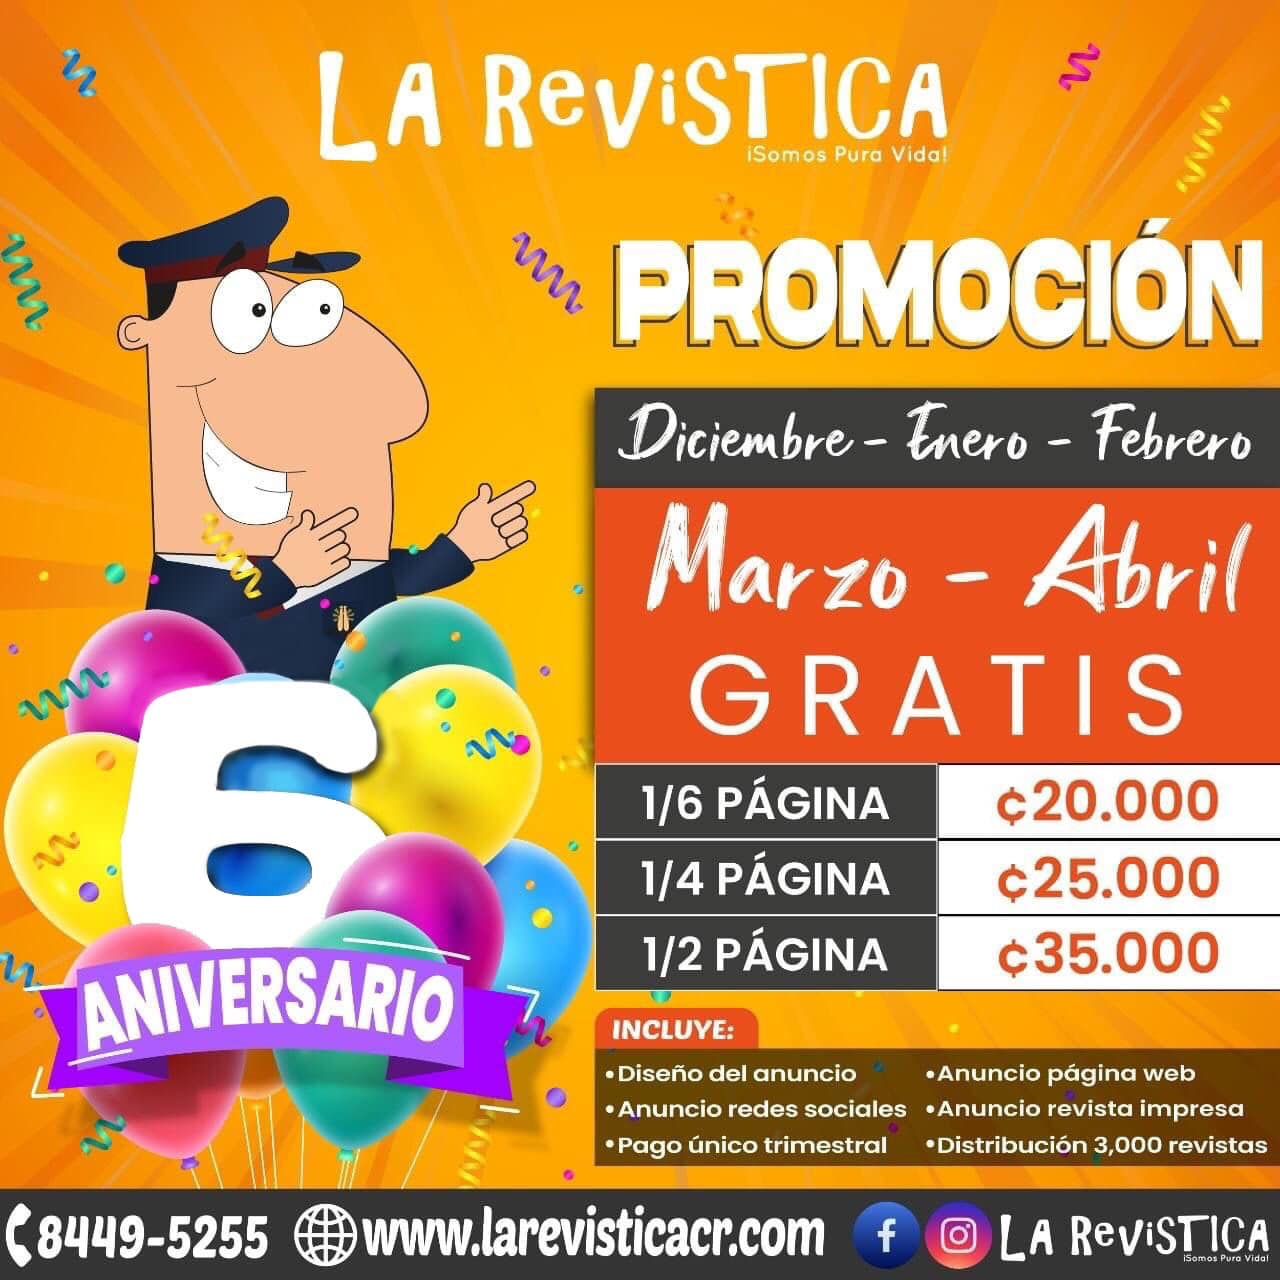 LA ReViSTICA
¡Somos Pura Vida!
PROMOCIÓN
Diciembre - Enero - Febrero
Marzo - Abril
GRATIS
1/6 PÁGINA ¢20.000
1/4 PÁGINA ¢25.000
1/2 PÁGINA ¢35.000
6
ANIVERSARIO
INCLUYE:
•Diseño del anuncio •Anuncio página web
•Anuncio redes sociales •Anuncio revista impresa
•Pago único trimestral •Distribución 3,000 revistas
8449-5255 www.larevisticacr.com f LA ReViSTICA
¡Somos Pura Vida!